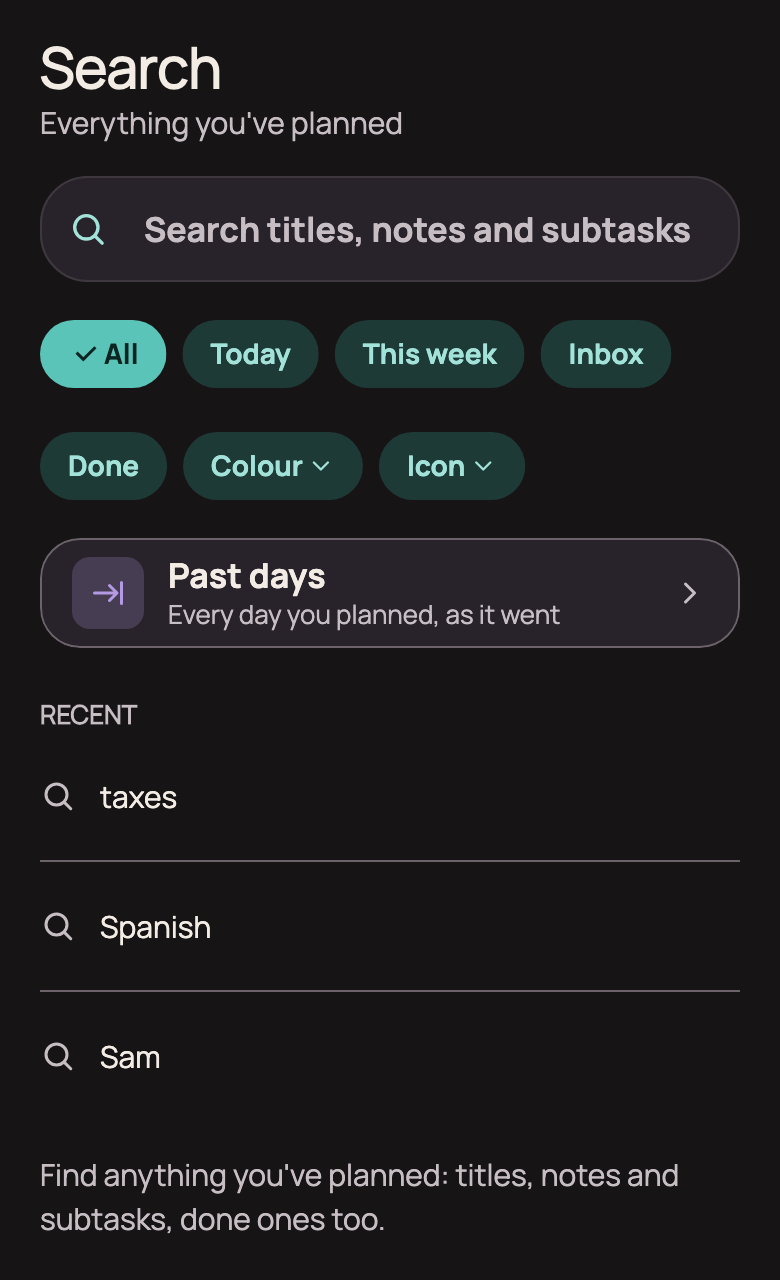 Search
Everything you've planned
Search titles, notes and subtasks
All Today This week Inbox
Done Colour Icon
Past days
Every day you planned, as it went
RECENT
taxes
Spanish
Sam
Find anything you've planned: titles, notes and
subtasks, done ones too.